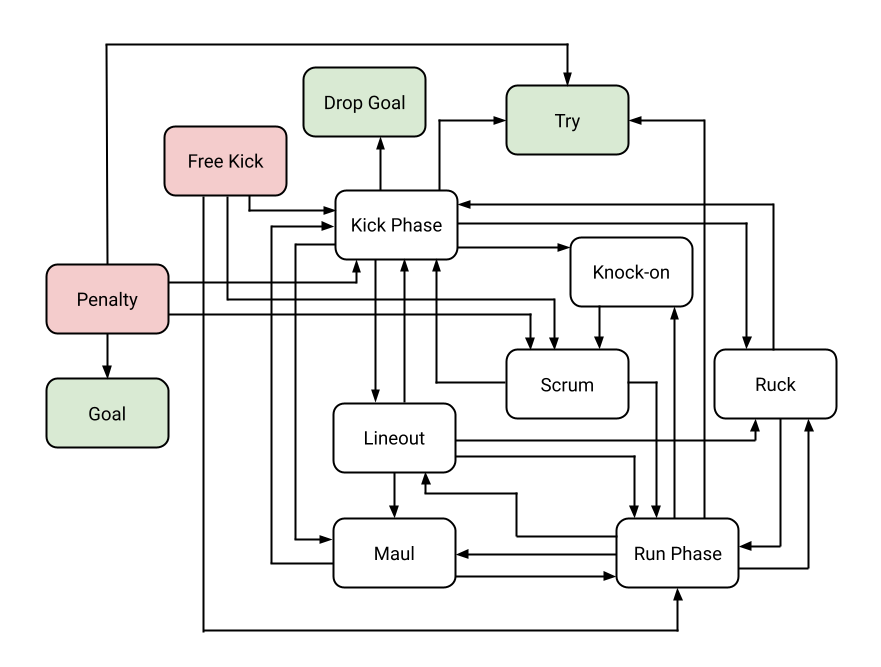 Drop Goal
Try
Free Kick
Kick Phase
Knock-on
Penalty
Scrum
Ruck
Goal
Lineout
Maul
Run Phase